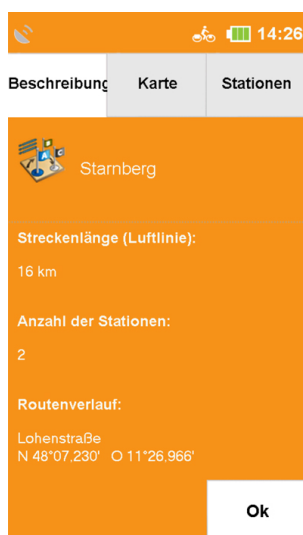 14:26
Beschreibung Karte Stationen
Starnberg
Streckenlänge (Luftlinie):
16 km
Anzahl der Stationen:
2
Routenverlauf:
Lohenstraße
N 48°07,230' O 11°26,966'
Ok